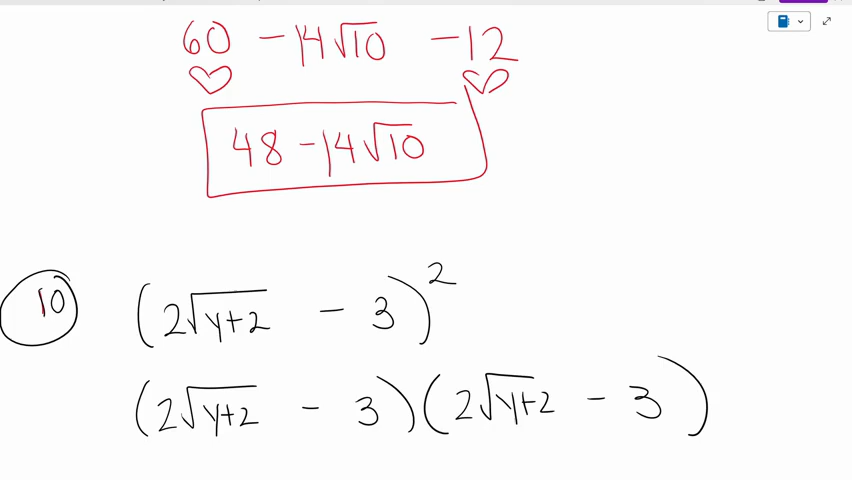 60 - 14√10 - 12
48 - 14√10
10 (2√y+2 - 3)²
(2√y+2 - 3)(2√y+2 - 3)